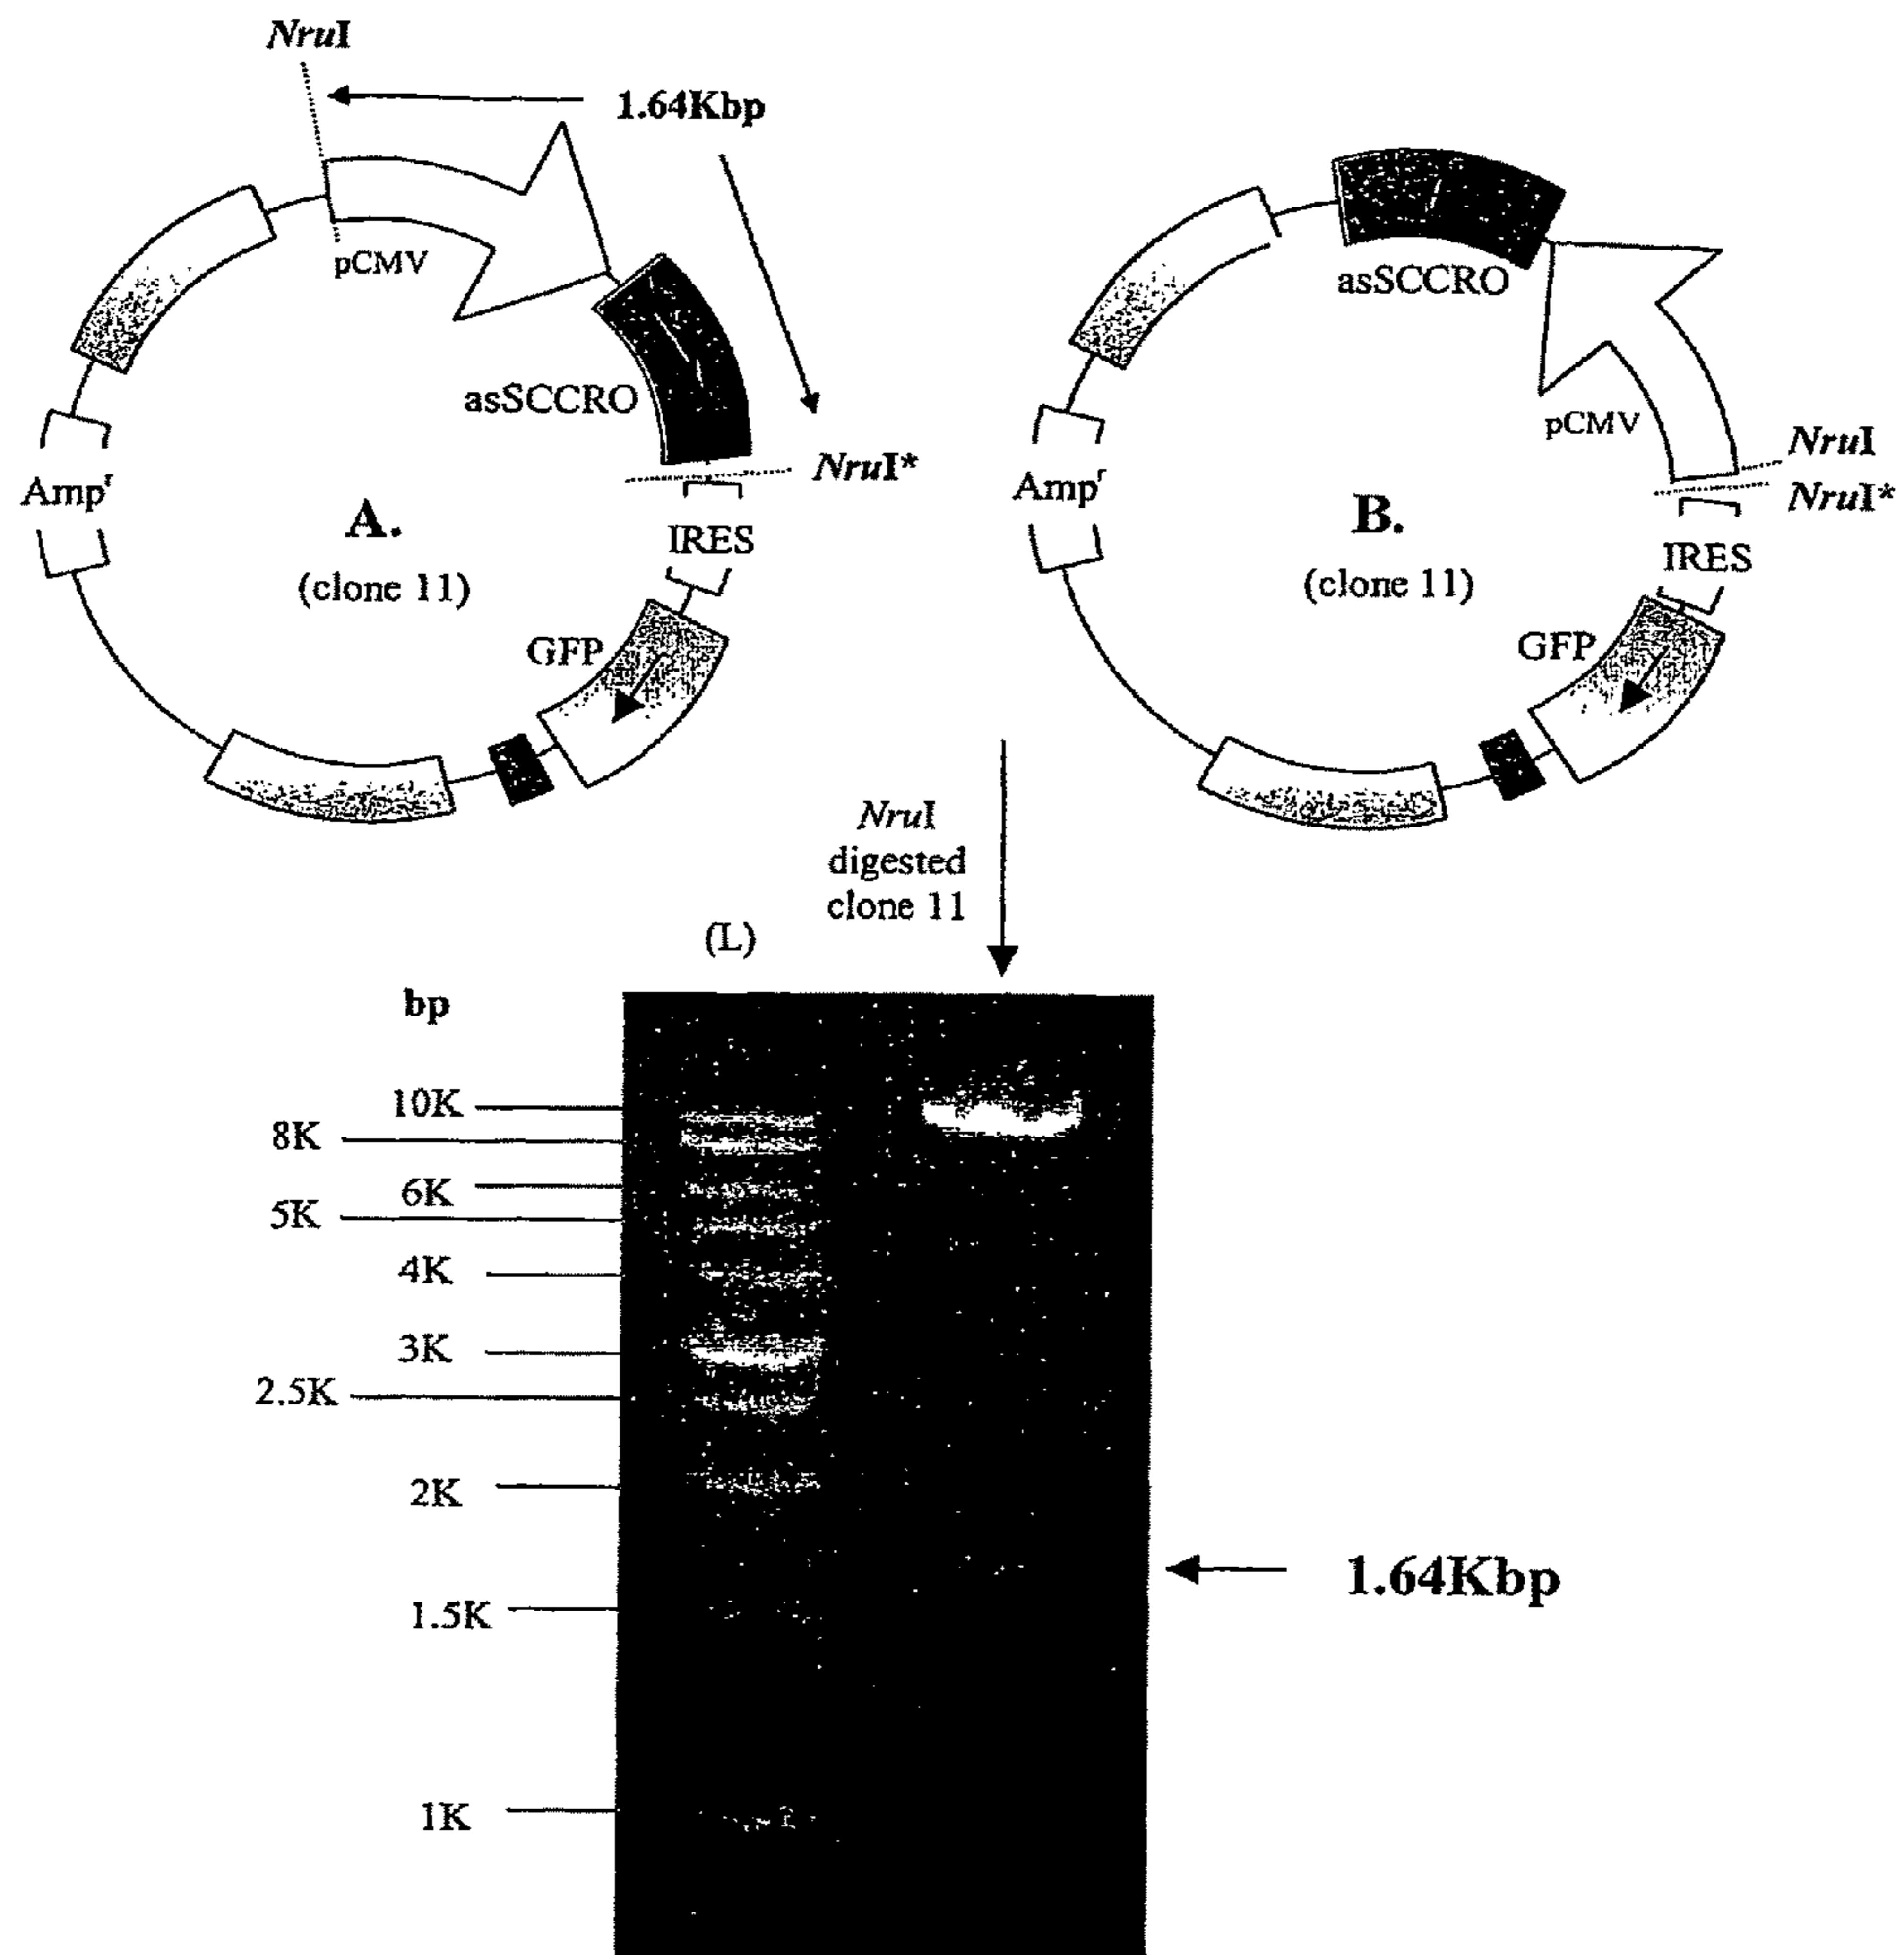 NruI
1.64Kbp
pCMV
asSCCRO
NruI*
Ampʳ
A.
(clone 11)
IRES
GFP
asSCCRO
pCMV
NruI
NruI*
Ampʳ
B.
(clone 11)
IRES
GFP
NruI
digested
clone 11
(L)
bp
10K
8K
6K
5K
4K
3K
2.5K
2K
1.64Kbp
1.5K
1K